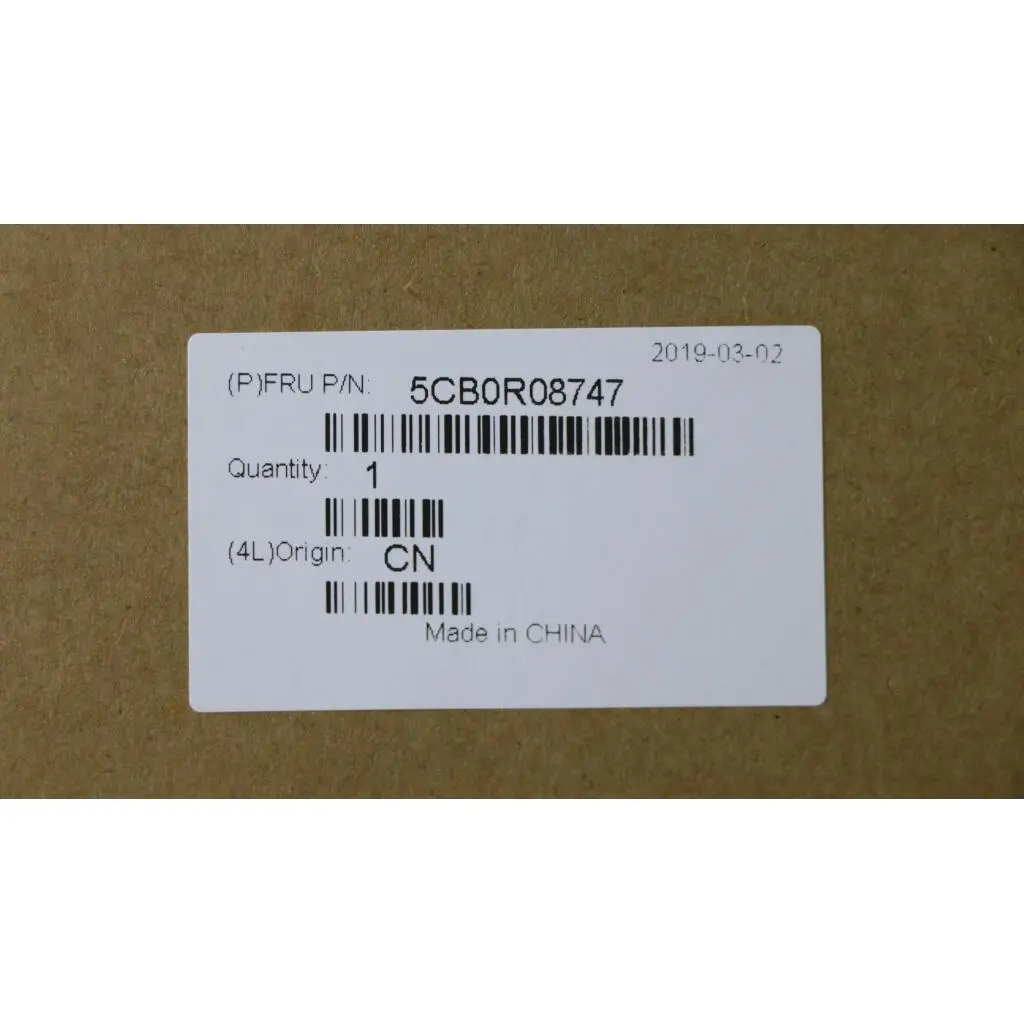 2019-03-02
(P)FRU P/N: 5CB0R08747
Quantity: 1
(4L)Origin: CN
Made in CHINA